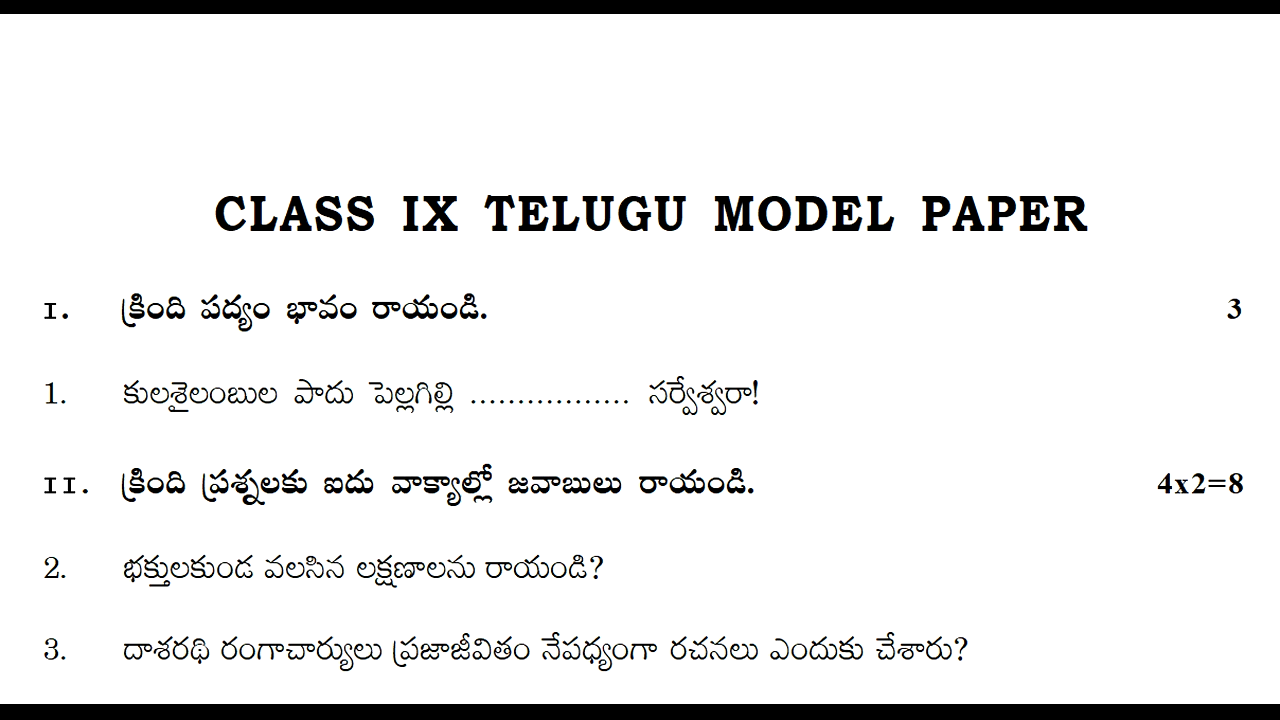 CLASS IX TELUGU MODEL PAPER
I. క్రింది పద్యం భావం రాయండి. 3
1. కులశైలంబుల పాదు పెల్లగిల్లి ................. సర్వేశ్వరా!
II. క్రింది ప్రశ్నలకు ఐదు వాక్యాల్లో జవాబులు రాయండి. 4x2=8
2. భక్తులకుండ వలసిన లక్షణాలను రాయండి?
3. దాశరథి రంగాచార్యులు ప్రజాజీవితం నేపధ్యంగా రచనలు ఎందుకు చేశారు?